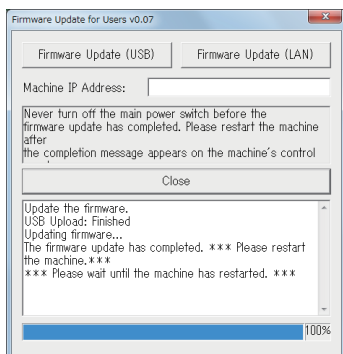 Firmware Update for Users v0.07
Firmware Update (USB)
Firmware Update (LAN)
Machine IP Address:
Never turn off the main power switch before the
firmware update has completed. Please restart the machine
after
the completion message appears on the machine's control
Close
Update the firmware.
USB Upload: Finished
Updating firmware...
The firmware update has completed. *** Please restart
the machine.***
*** Please wait until the machine has restarted. ***
100%